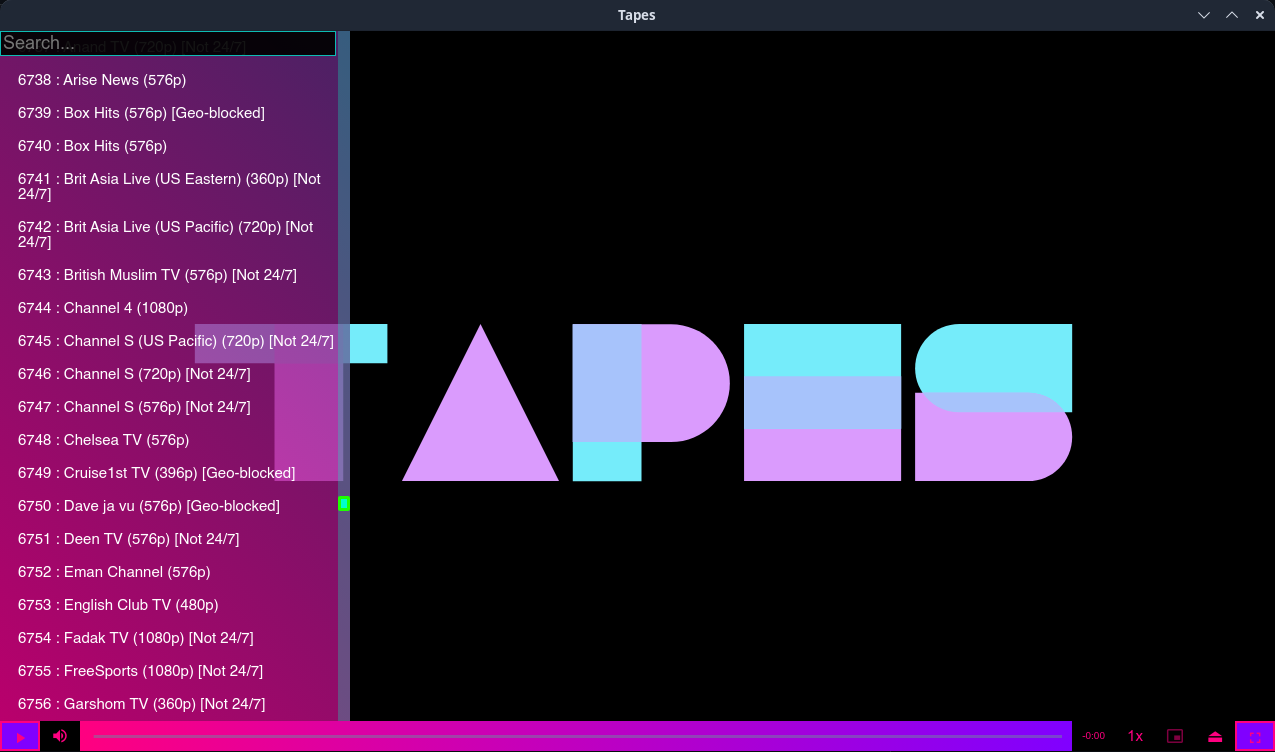 Tapes
Search...
nand TV (720p) [Not 24/7]
6738 : Arise News (576p)
6739 : Box Hits (576p) [Geo-blocked]
6740 : Box Hits (576p)
6741 : Brit Asia Live (US Eastern) (360p) [Not
24/7]
6742 : Brit Asia Live (US Pacific) (720p) [Not
24/7]
6743 : British Muslim TV (576p) [Not 24/7]
6744 : Channel 4 (1080p)
6745 : Channel S (US Pacific) (720p) [Not 24/7]
6746 : Channel S (720p) [Not 24/7]
6747 : Channel S (576p) [Not 24/7]
6748 : Chelsea TV (576p)
6749 : Cruise1st TV (396p) [Geo-blocked]
6750 : Dave ja vu (576p) [Geo-blocked]
6751 : Deen TV (576p) [Not 24/7]
6752 : Eman Channel (576p)
6753 : English Club TV (480p)
6754 : Fadak TV (1080p) [Not 24/7]
6755 : FreeSports (1080p) [Not 24/7]
6756 : Garshom TV (360p) [Not 24/7]
TAPES
-0:00
1x